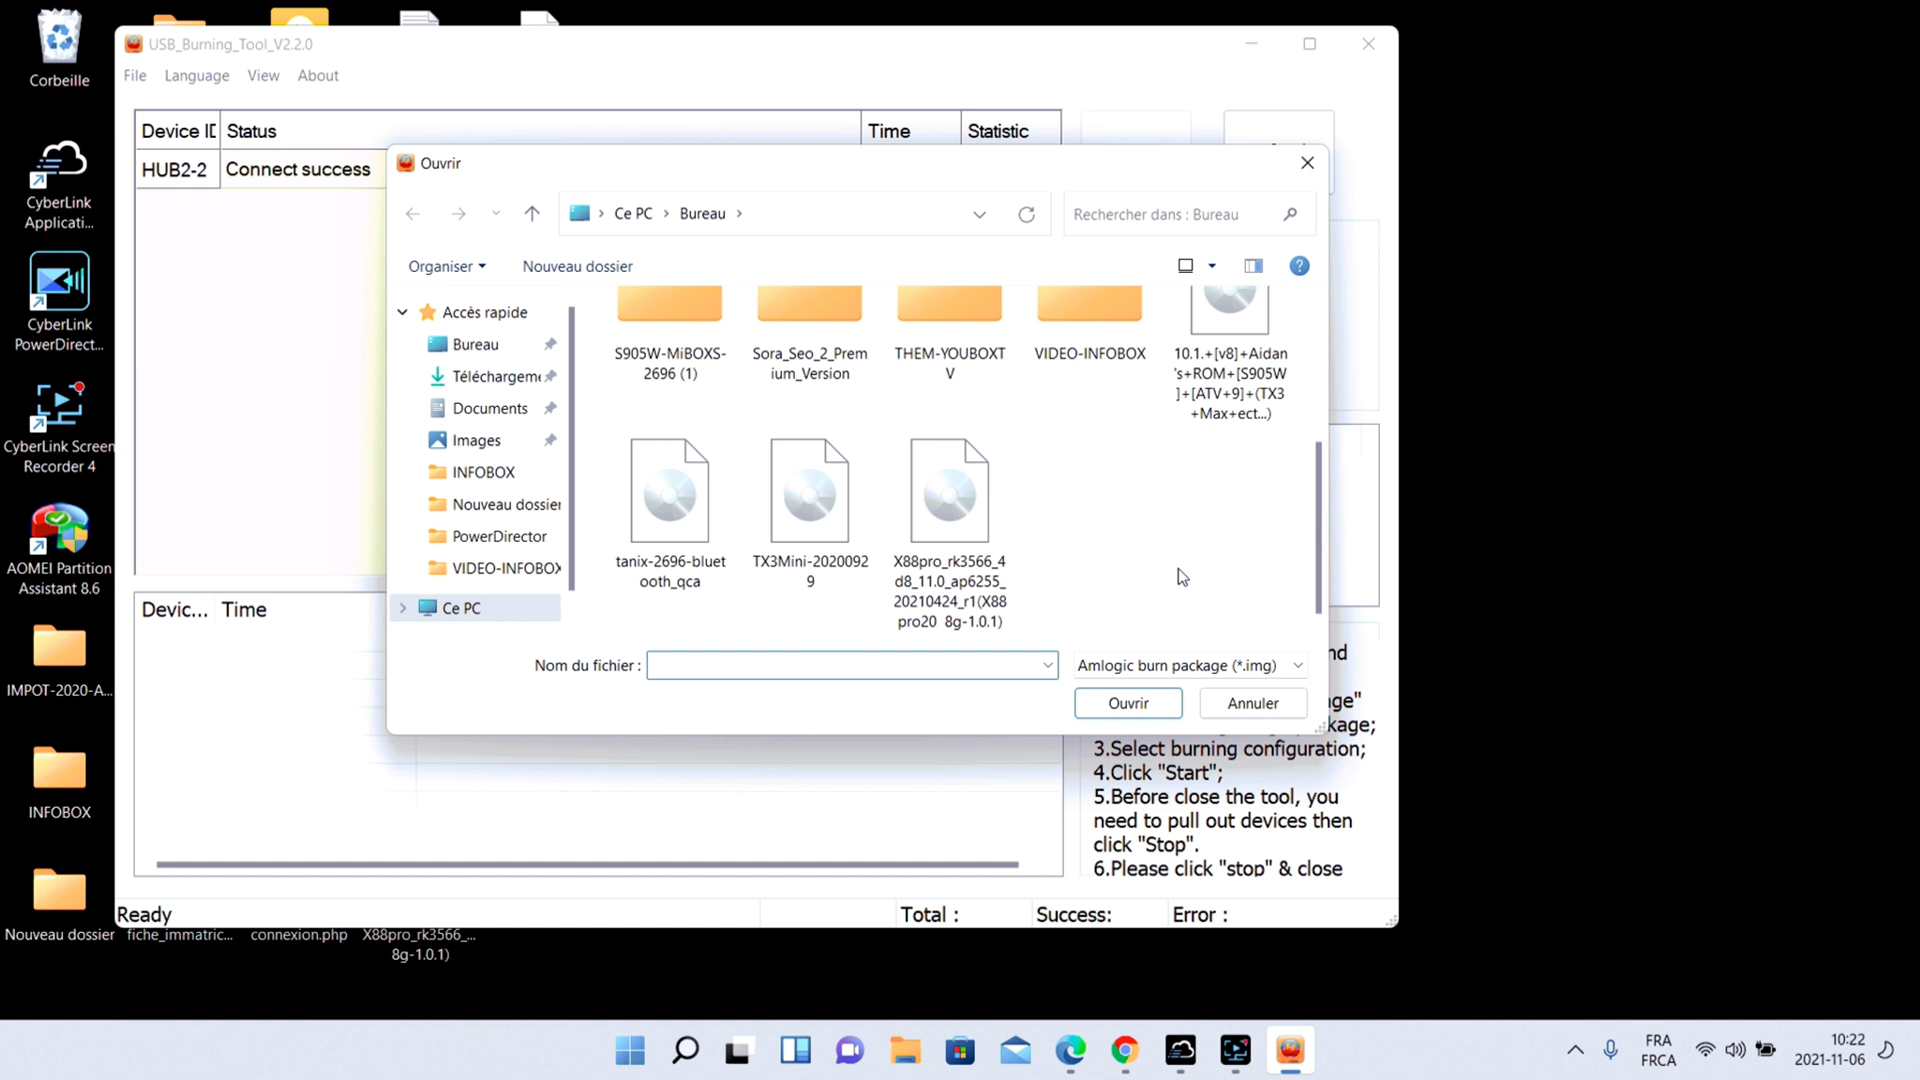 Corbeille
CyberLink
Applicati...
CyberLink
PowerDirect...
CyberLink Screen
Recorder 4
AOMEI Partition
Assistant 8.6
IMPOT-2020-A...
INFOBOX
Nouveau dossier
fiche_immatric...
connexion.php
X88pro_rk3566_...
8g-1.0.1)
USB_Burning_Tool_V2.2.0
File Language View About
Device ID Status Time Statistic
HUB2-2 Connect success
Ouvrir
Ce PC Bureau
Rechercher dans : Bureau
Organiser Nouveau dossier
Accès rapide
Bureau
Téléchargeme
Documents
Images
INFOBOX
Nouveau dossier
PowerDirector
VIDEO-INFOBOX
Ce PC
S905W-MiBOXS-
2696 (1)
Sora_Seo_2_Prem
ium_Version
THEM-YOUBOXT
V
VIDEO-INFOBOX
10.1.+[v8]+Aidan
's+ROM+[S905W
]+[ATV+9]+(TX3
+Max+ect...)
tanix-2696-bluet
ooth_qca
TX3Mini-2020092
9
X88pro_rk3566_4
d8_11.0_ap6255_
20210424_r1(X88
pro20 8g-1.0.1)
Nom du fichier :
Amlogic burn package (*.img)
Ouvrir Annuler
Devic... Time
nd
ge"
kage;
3.Select burning configuration;
4.Click "Start";
5.Before close the tool, you
need to pull out devices then
click "Stop".
6.Please click "stop" & close
Ready Total : Success: Error :
FRA
FRCA
10:22
2021-11-06